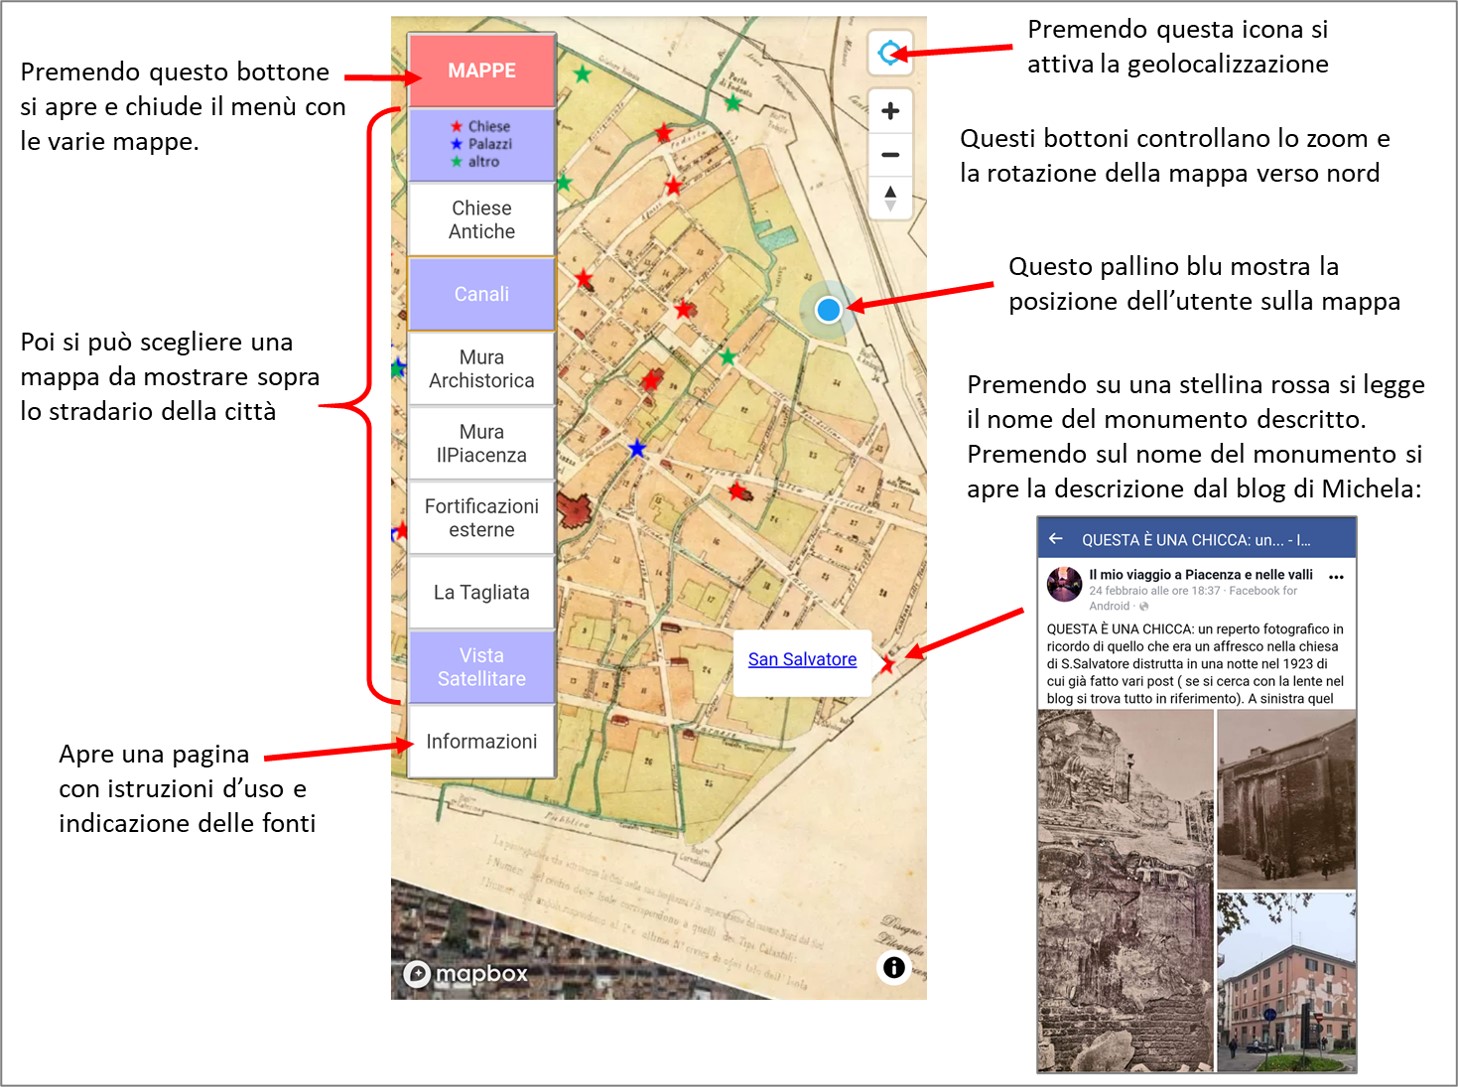 Premendo questo bottone
si apre e chiude il menù con
le varie mappe.
Poi si può scegliere una
mappa da mostrare sopra
lo stradario della città
Apre una pagina
con istruzioni d’uso e
indicazione delle fonti
MAPPE
Chiese
Palazzi
altro
Chiese
Antiche
Canali
Mura
Archistorica
Mura
IlPiacenza
Fortificazioni
esterne
La Tagliata
Vista
Satellitare
Informazioni
Porta
di Fodesta
San Salvatore
Pubblica
mapbox
Premendo questa icona si
attiva la geolocalizzazione
Questi bottoni controllano lo zoom e
la rotazione della mappa verso nord
Questo pallino blu mostra la
posizione dell’utente sulla mappa
Premendo su una stellina rossa si legge
il nome del monumento descritto.
Premendo sul nome del monumento si
apre la descrizione dal blog di Michela:
QUESTA È UNA CHICCA: un... - I...
Il mio viaggio a Piacenza e nelle valli
24 febbraio alle ore 18:37 · Facebook for
Android ·
QUESTA È UNA CHICCA: un reperto fotografico in
ricordo di quello che era un affresco nella chiesa
di S.Salvatore distrutta in una notte nel 1923 di
cui già fatto vari post ( se si cerca con la lente nel
blog si trova tutto in riferimento). A sinistra quel